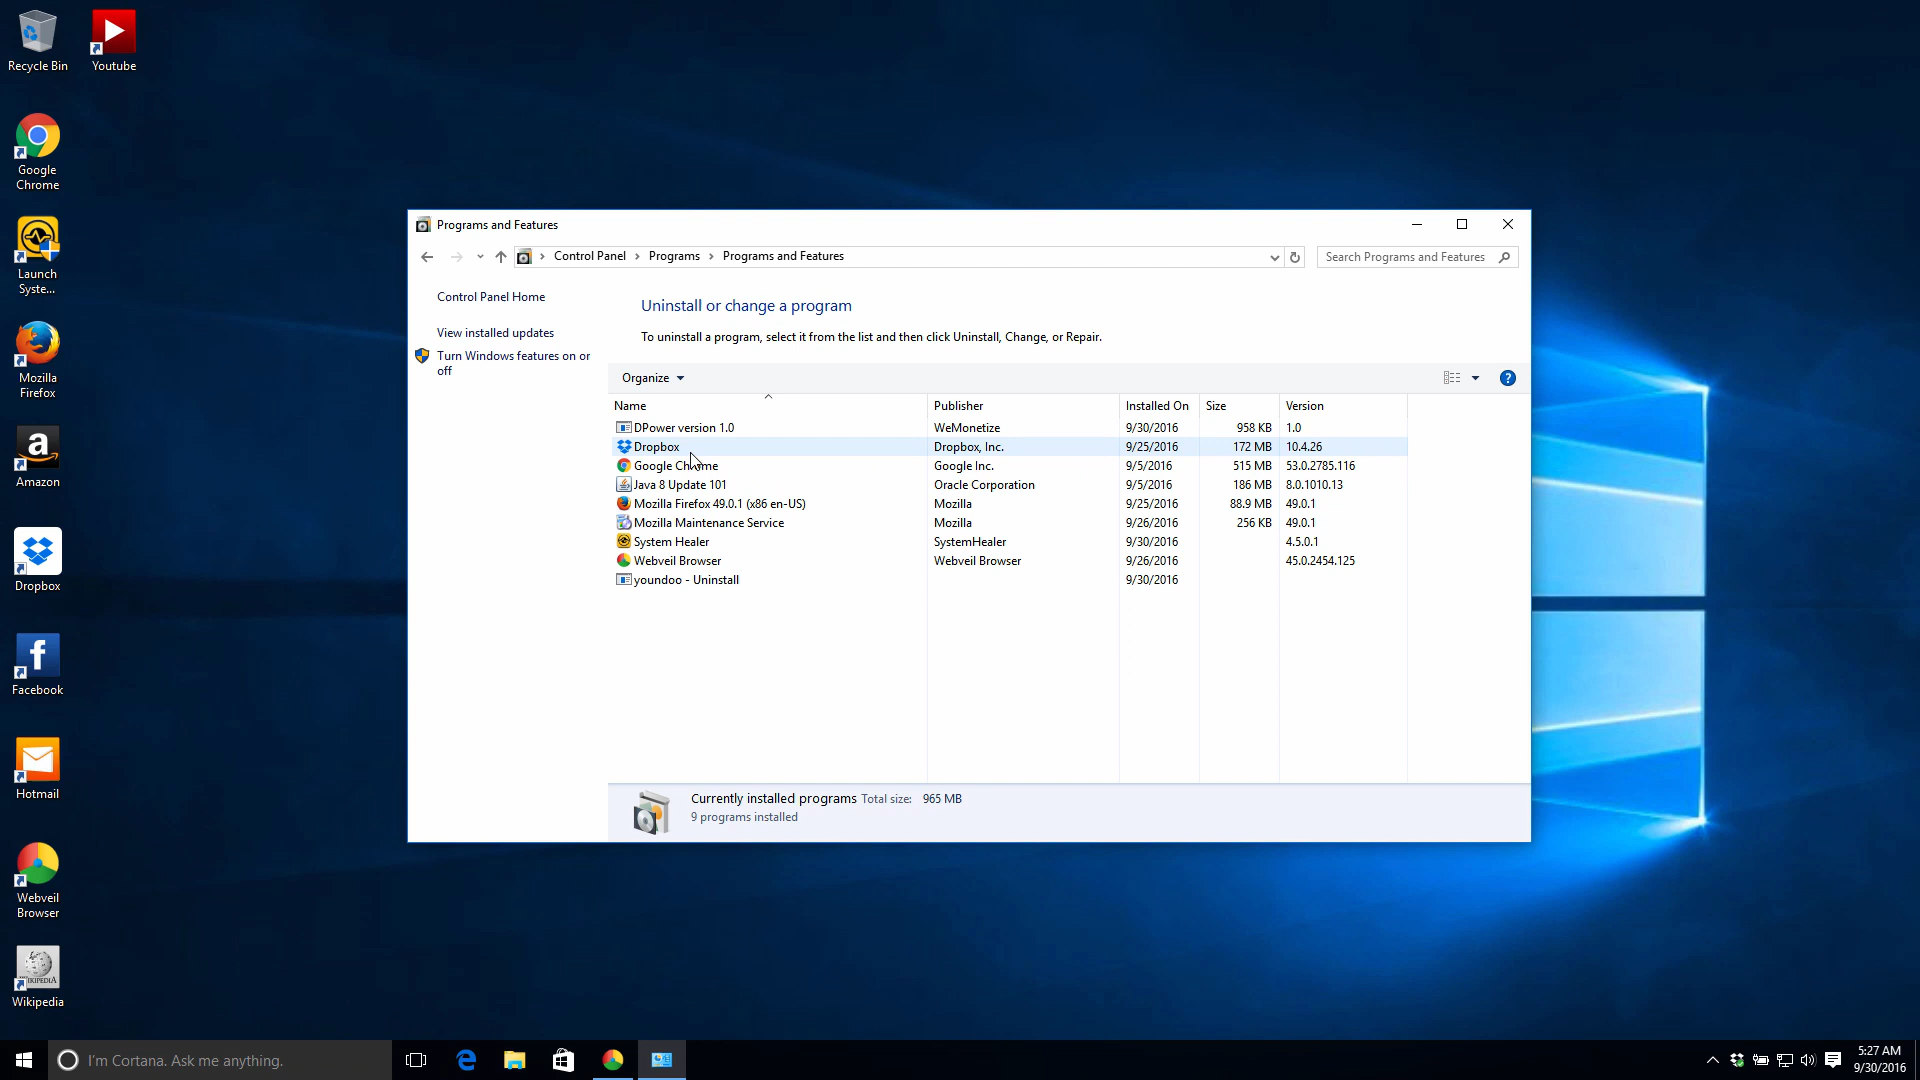 Recycle Bin
Youtube
Google
Chrome
Launch
Syste...
Mozilla
Firefox
Amazon
Dropbox
Facebook
Hotmail
Webveil
Browser
WIKIPEDIA
Wikipedia
Programs and Features
Control Panel
Programs
Programs and Features
Search Programs and Features
Control Panel Home
View installed updates
Turn Windows features on or
off
Uninstall or change a program
To uninstall a program, select it from the list and then click Uninstall, Change, or Repair.
Organize
Name Publisher Installed On Size Version
DPower version 1.0 WeMonetize 9/30/2016 958 KB 1.0
Dropbox Dropbox, Inc. 9/25/2016 172 MB 10.4.26
Google Chrome Google Inc. 9/5/2016 515 MB 53.0.2785.116
Java 8 Update 101 Oracle Corporation 9/5/2016 186 MB 8.0.1010.13
Mozilla Firefox 49.0.1 (x86 en-US) Mozilla 9/25/2016 88.9 MB 49.0.1
Mozilla Maintenance Service Mozilla 9/26/2016 256 KB 49.0.1
System Healer SystemHealer 9/30/2016 4.5.0.1
Webveil Browser Webveil Browser 9/26/2016 45.0.2454.125
youndoo - Uninstall 9/30/2016
Currently installed programs Total size: 965 MB
9 programs installed
I'm Cortana. Ask me anything.
5:27 AM
9/30/2016